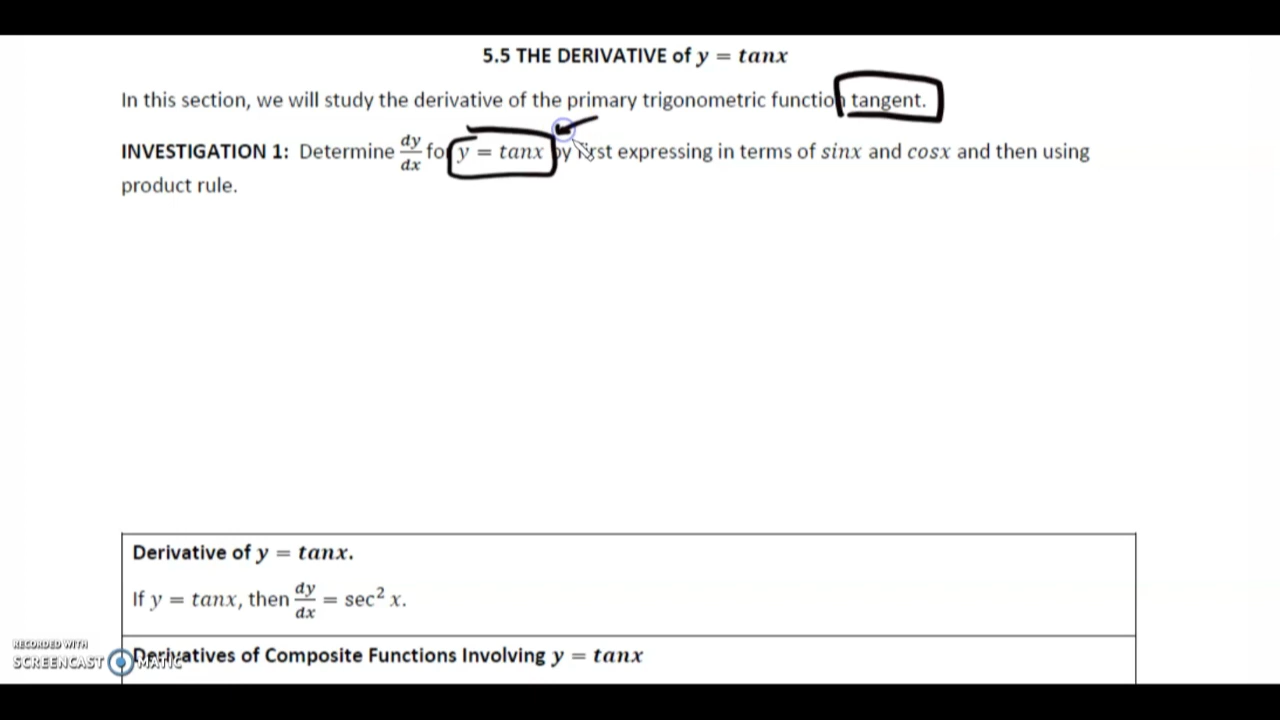 5.5 THE DERIVATIVE of y = tanx
In this section, we will study the derivative of the primary trigonometric function tangent.
INVESTIGATION 1: Determine dy/dx for y = tanx by first expressing in terms of sinx and cosx and then using
product rule.
Derivative of y = tanx.
If y = tanx, then dy/dx = sec² x.
RECORDED WITH
SCREENCAST MATIC
Derivatives of Composite Functions Involving y = tanx